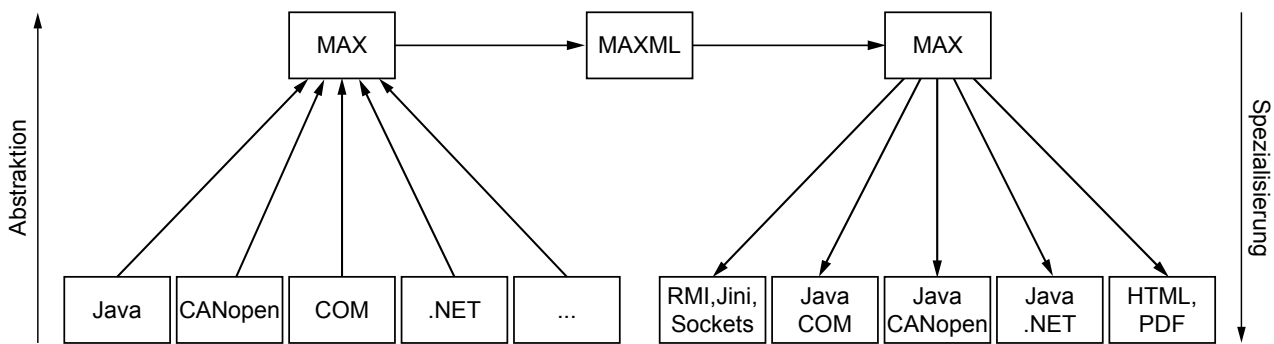 MAX
MAXML
MAX
Abstraktion
Spezialisierung
Java
CANopen
COM
.NET
...
RMI,Jini,
Sockets
Java
COM
Java
CANopen
Java
.NET
HTML,
PDF